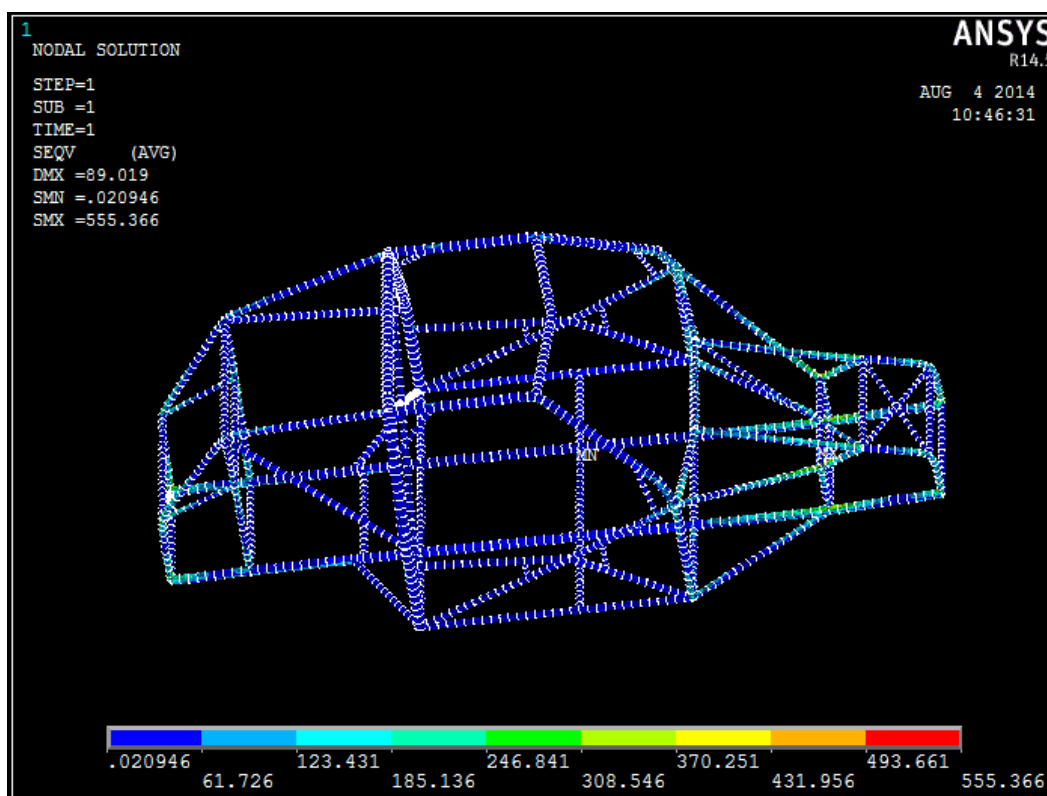 1
NODAL SOLUTION
STEP=1
SUB =1
TIME=1
SEQV (AVG)
DMX =89.019
SMN =.020946
SMX =555.366
ANSYS
R14.5
AUG 4 2014
10:46:31
MN
MX
.020946 123.431 246.841 370.251 493.661
61.726 185.136 308.546 431.956 555.366